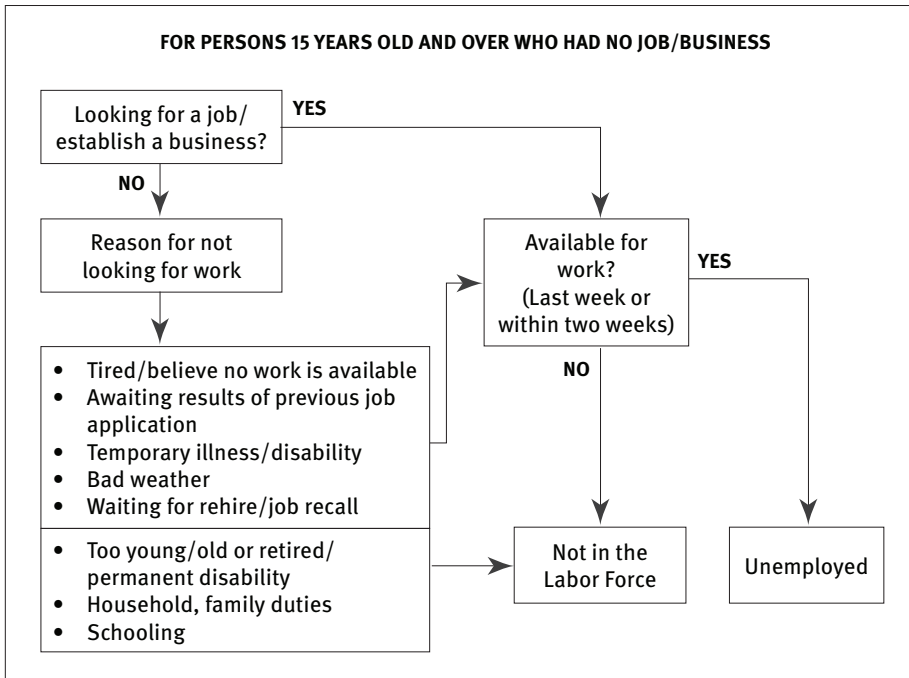 FOR PERSONS 15 YEARS OLD AND OVER WHO HAD NO JOB/BUSINESS
Looking for a job/
establish a business?
YES
NO
Reason for not
looking for work
Available for
work?
(Last week or
within two weeks)
YES
NO
• Tired/believe no work is available
• Awaiting results of previous job
application
• Temporary illness/disability
• Bad weather
• Waiting for rehire/job recall
• Too young/old or retired/
permanent disability
• Household, family duties
• Schooling
Not in the
Labor Force
Unemployed